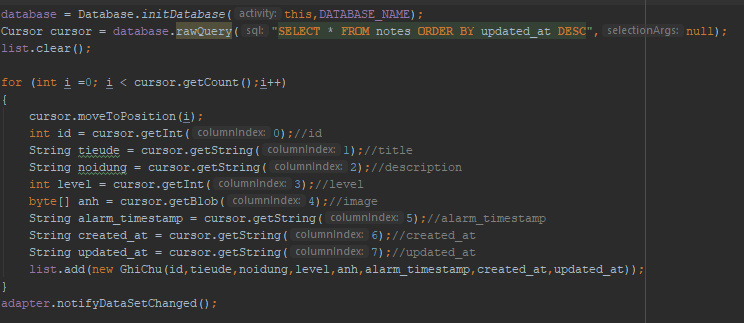 database = Database.initDatabase( activity: this,DATABASE_NAME);
Cursor cursor = database.rawQuery( sql: "SELECT * FROM notes ORDER BY updated_at DESC", selectionArgs: null);
list.clear();
for (int i =0; i < cursor.getCount();i++)
{
cursor.moveToPosition(i);
int id = cursor.getInt( columnIndex: 0);//id
String tieude = cursor.getString( columnIndex: 1);//title
String noidung = cursor.getString( columnIndex: 2);//description
int level = cursor.getInt( columnIndex: 3);//level
byte[] anh = cursor.getBlob( columnIndex: 4);//image
String alarm_timestamp = cursor.getString( columnIndex: 5);//alarm_timestamp
String created_at = cursor.getString( columnIndex: 6);//created_at
String updated_at = cursor.getString( columnIndex: 7);//updated_at
list.add(new GhiChu(id,tieude,noidung,level,anh,alarm_timestamp,created_at,updated_at));
}
adapter.notifyDataSetChanged();